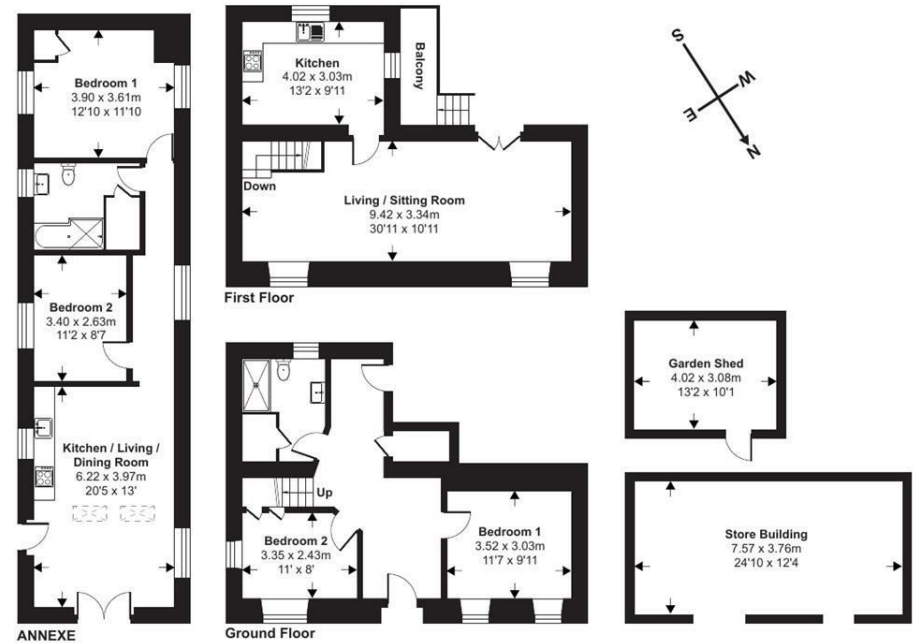 Bedroom 1
3.90 x 3.61m
12'10 x 11'10
Bedroom 2
3.40 x 2.63m
11'2 x 8'7
Kitchen / Living /
Dining Room
6.22 x 3.97m
20'5 x 13'
ANNEXE
Kitchen
4.02 x 3.03m
13'2 x 9'11
Balcony
Down
Living / Sitting Room
9.42 x 3.34m
30'11 x 10'11
First Floor
Up
Bedroom 2
3.35 x 2.43m
11' x 8'
Bedroom 1
3.52 x 3.03m
11'7 x 9'11
Ground Floor
S
W
E
N
Garden Shed
4.02 x 3.08m
13'2 x 10'1
Store Building
7.57 x 3.76m
24'10 x 12'4